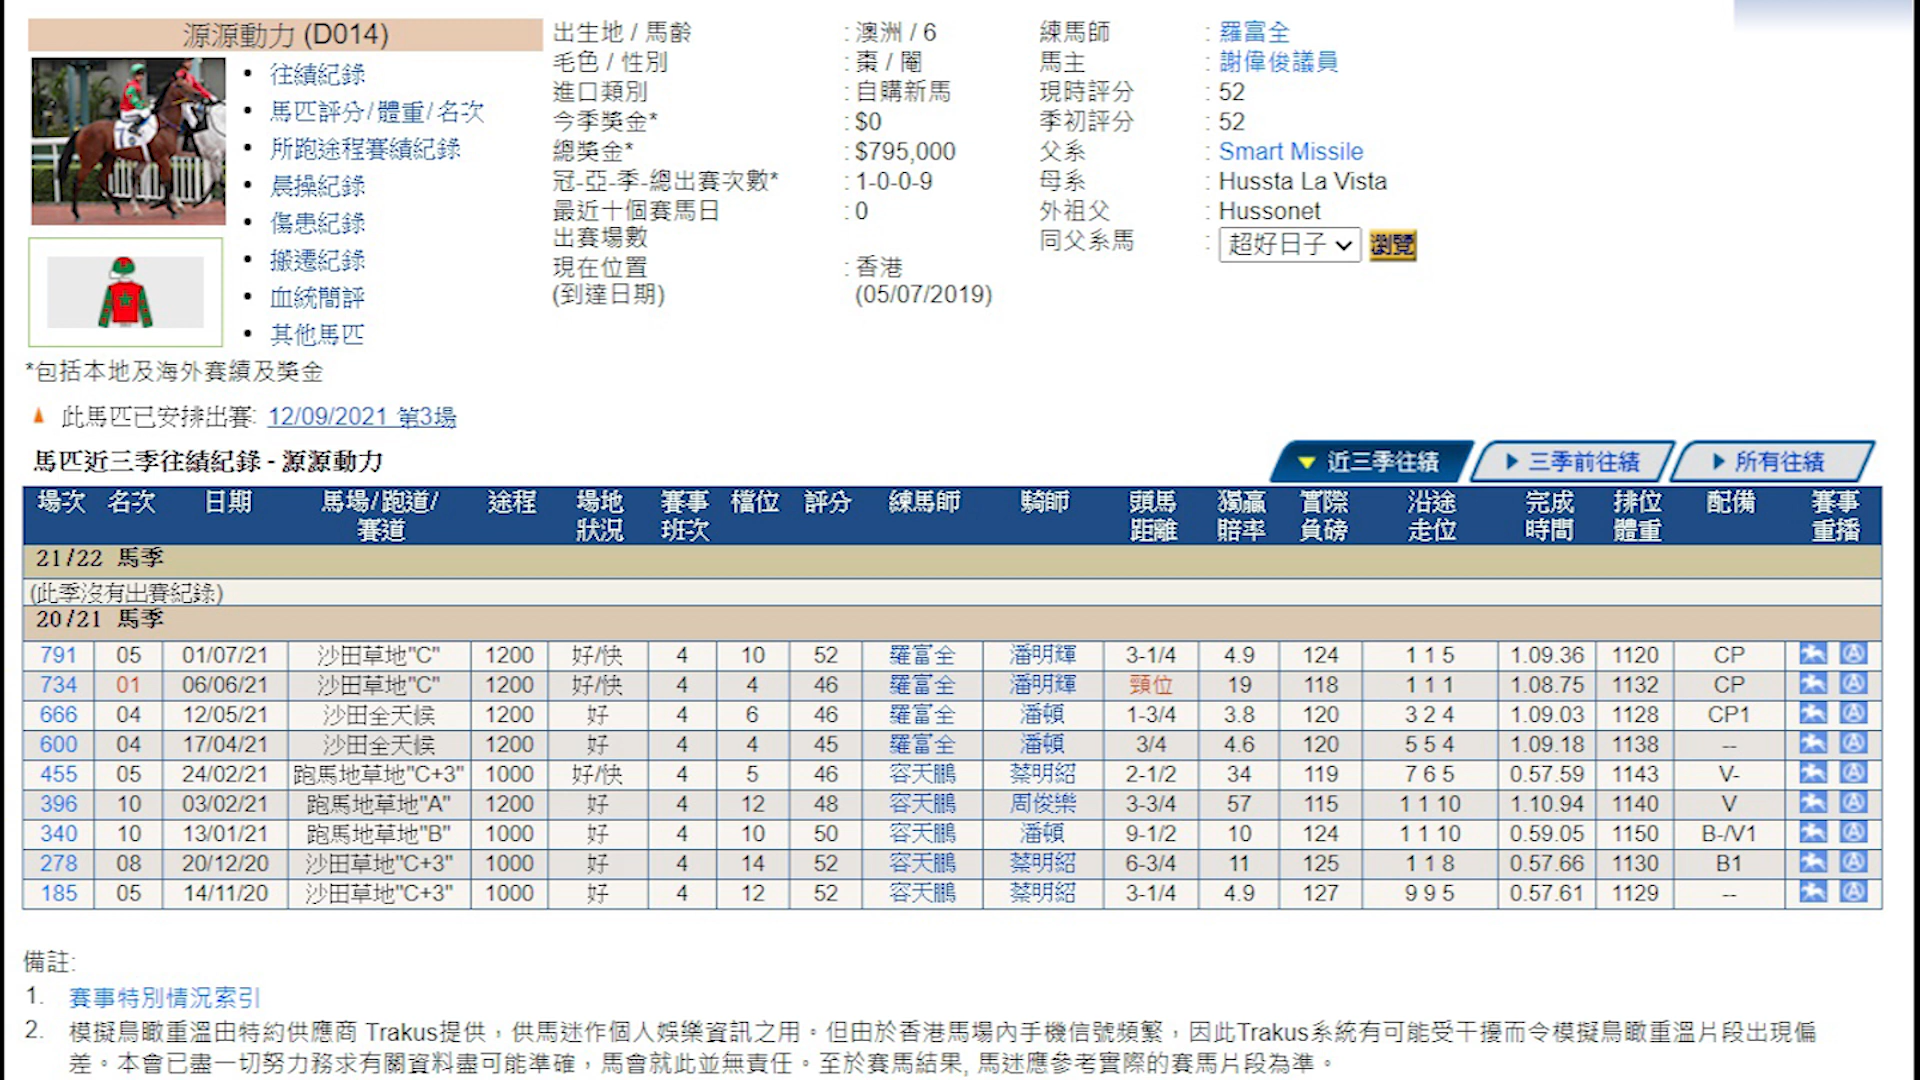 源源動力 (D014)
• 往績紀錄
• 馬匹評分/體重/名次
• 所跑途程賽績紀錄
• 晨操紀錄
• 傷患紀錄
• 搬遷紀錄
• 血統簡評
• 其他馬匹
出生地 / 馬齡 : 澳洲 / 6
毛色 / 性別 : 棗 / 閹
進口類別 : 自購新馬
今季獎金* : $0
總獎金* : $795,000
冠-亞-季-總出賽次數* : 1-0-0-9
最近十個賽馬日 : 0
出賽場數
現在位置 : 香港
(到達日期) (05/07/2019)
練馬師 : 羅富全
馬主 : 謝偉俊議員
現時評分 : 52
季初評分 : 52
父系 : Smart Missile
母系 : Hussta La Vista
外祖父 : Hussonet
同父系馬 : 超好日子 瀏覽
*包括本地及海外賽績及獎金
此馬匹已安排出賽: 12/09/2021 第3場
馬匹近三季往績紀錄 - 源源動力
近三季往績 三季前往績 所有往績
場次 名次 日期 馬場/跑道/ 途程 場地 賽事 檔位 評分 練馬師 騎師 頭馬 獨贏 實際 沿途 完成 排位 配備 賽事
賽道 狀況 班次 距離 賠率 負磅 走位 時間 體重 重播
21/22 馬季
(此季沒有出賽紀錄)
20/21 馬季
791 05 01/07/21 沙田草地"C" 1200 好/快 4 10 52 羅富全 潘明輝 3-1/4 4.9 124 1 1 5 1.09.36 1120 CP
734 01 06/06/21 沙田草地"C" 1200 好/快 4 4 46 羅富全 潘明輝 頸位 19 118 1 1 1 1.08.75 1132 CP
666 04 12/05/21 沙田全天候 1200 好 4 6 46 羅富全 潘頓 1-3/4 3.8 120 3 2 4 1.09.03 1128 CP1
600 04 17/04/21 沙田全天候 1200 好 4 4 45 羅富全 潘頓 3/4 4.6 120 5 5 4 1.09.18 1138 --
455 05 24/02/21 跑馬地草地"C+3" 1000 好/快 4 5 46 容天鵬 蔡明紹 2-1/2 34 119 7 6 5 0.57.59 1143 V-
396 10 03/02/21 跑馬地草地"A" 1200 好 4 12 48 容天鵬 周俊樂 3-3/4 57 115 1 1 10 1.10.94 1140 V
340 10 13/01/21 跑馬地草地"B" 1000 好 4 10 50 容天鵬 潘頓 9-1/2 10 124 1 1 10 0.59.05 1150 B-/V1
278 08 20/12/20 沙田草地"C+3" 1000 好 4 14 52 容天鵬 蔡明紹 6-3/4 11 125 1 1 8 0.57.66 1130 B1
185 05 14/11/20 沙田草地"C+3" 1000 好 4 12 52 容天鵬 蔡明紹 3-1/4 4.9 127 9 9 5 0.57.61 1129 --
備註:
1. 賽事特別情況索引
2. 模擬鳥瞰重溫由特約供應商 Trakus提供，供馬迷作個人娛樂資訊之用。但由於香港馬場內手機信號頻繁，因此Trakus系統有可能受干擾而令模擬鳥瞰重溫片段出現偏
差。本會已盡一切努力務求有關資料盡可能準確，馬會就此並無責任。至於賽馬結果, 馬迷應參考實際的賽馬片段為準。